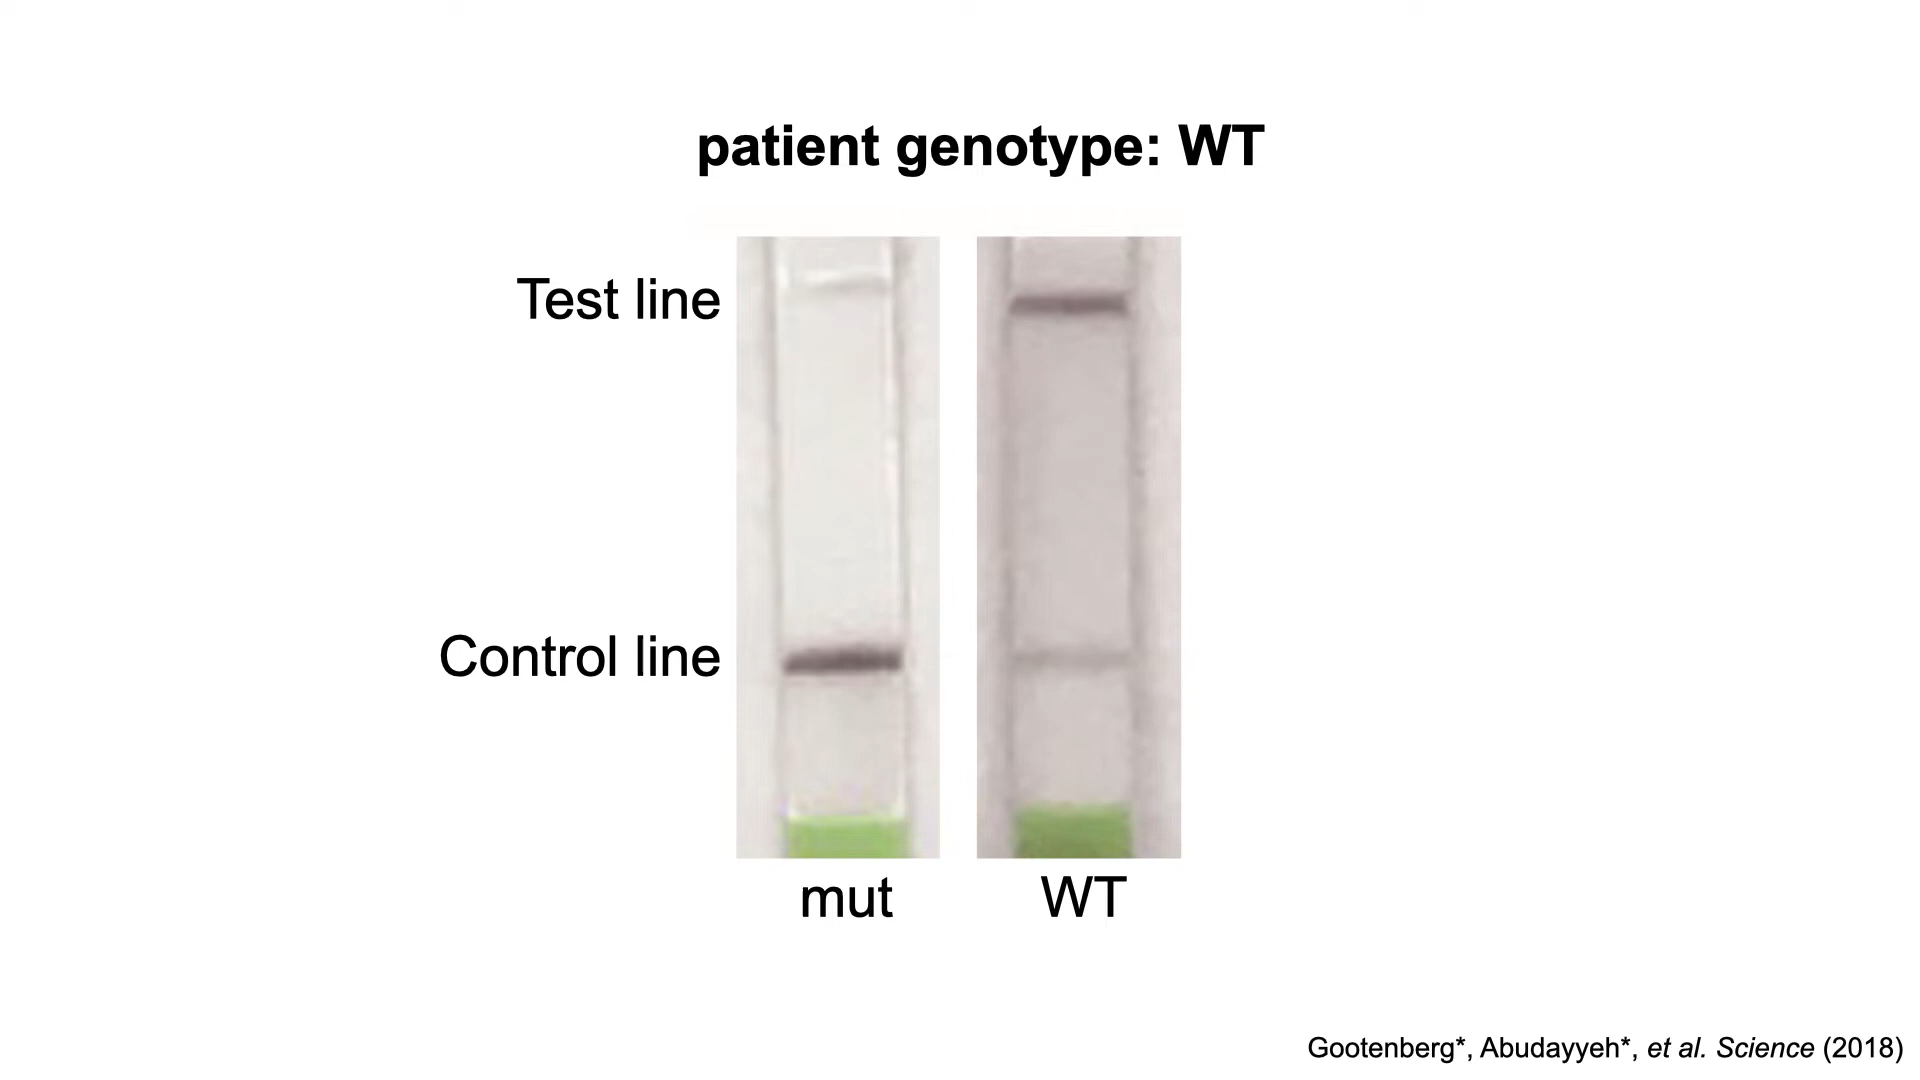 patient genotype: WT
Test line
Control line
mut WT
Gootenberg*, Abudayyeh*, et al. Science (2018)